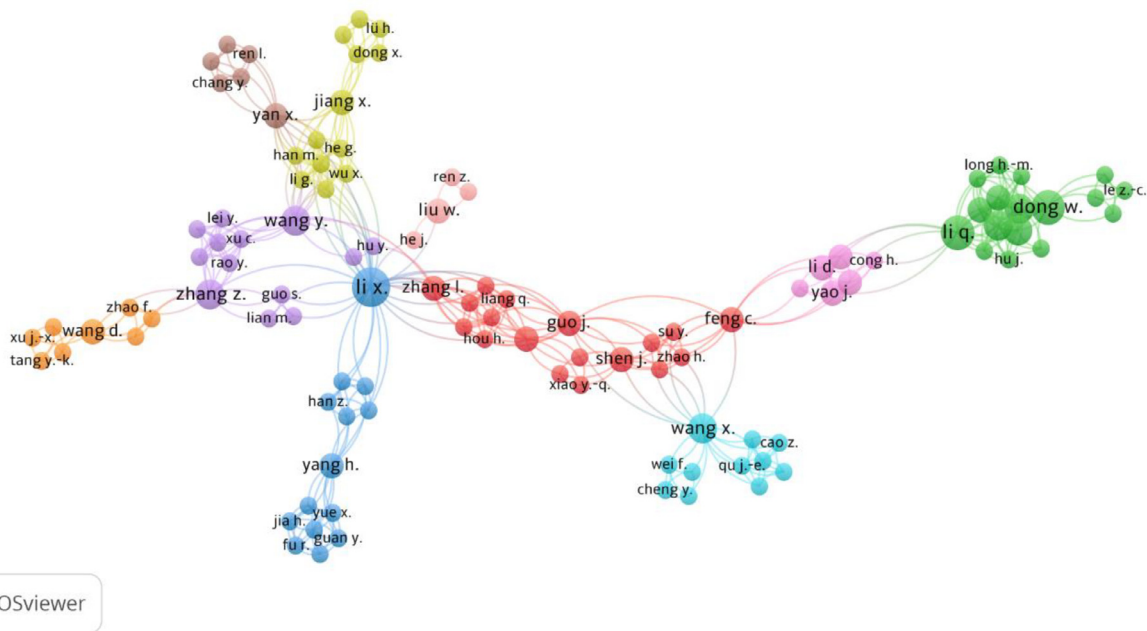 lü h.
dong x.
ren l.
chang y.
jiang x.
yan x.
he g.
han m.
wu x.
li g.
long h.-m.
ren z.
le z.-c.
dong w.
liu w.
lei y.
wang y.
li q.
xu c.
he j.
hu y.
rao y.
hu j.
cong h.
li d.
li x.
zhang l.
zhang z.
guo s.
yao j.
liang q.
zhao f.
lian m.
guo j.
feng c.
wang d.
xu j.-x.
su y.
hou h.
shen j.
zhao h.
tang y.-k.
xiao y.-q.
han z.
wang x.
cao z.
wei f.
qu j.-e.
yang h.
cheng y.
yue x.
jia h.
guan y.
fu r.
OSviewer